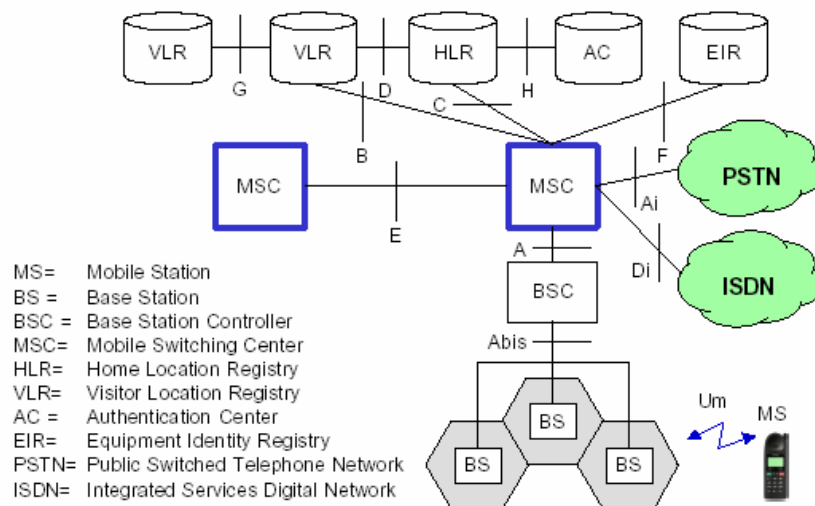 VLR VLR HLR AC EIR
G D C H
B F
MSC MSC PSTN
E Ai
A Di
BSC ISDN
Abis
MS= Mobile Station
BS = Base Station
BSC = Base Station Controller
MSC= Mobile Switching Center
HLR= Home Location Registry
VLR= Visitor Location Registry
AC = Authentication Center
EIR= Equipment Identity Registry
PSTN= Public Switched Telephone Network
ISDN= Integrated Services Digital Network
Um MS
BS
BS BS